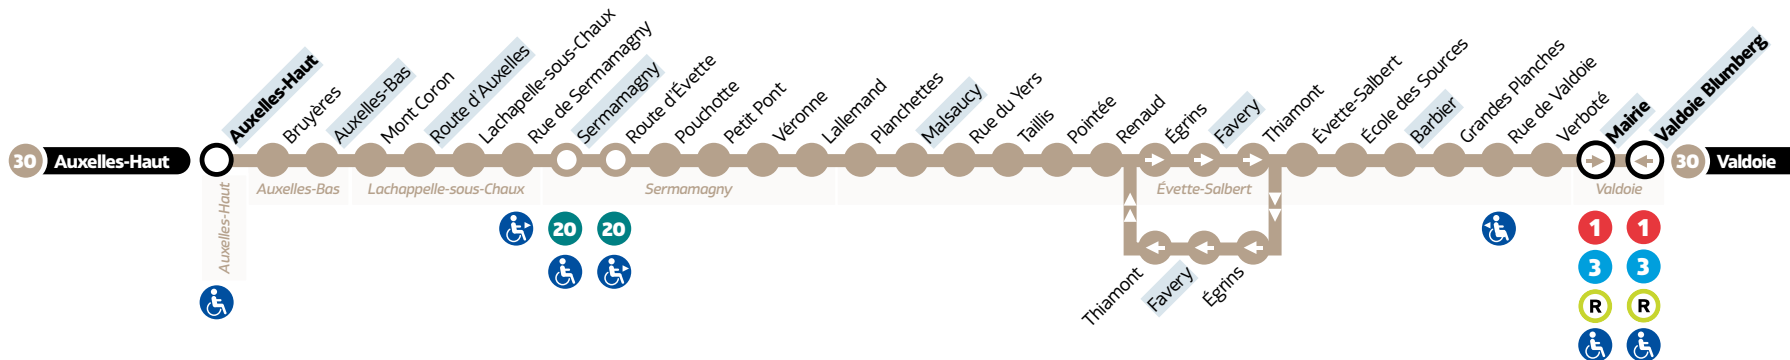 30 Auxelles-Haut
Auxelles-Haut
Bruyères
Auxelles-Bas
Mont Coron
Route d'Auxelles
Lachapelle-sous-Chaux
Rue de Sermamagny
Sermamagny
Route d'Évette
Pouchotte
Petit Pont
Véronne
Lallemand
Planchettes
Malsaucy
Rue du Vers
Taillis
Pointée
Renaud
Égrins
Favery
Thiamont
Évette-Salbert
École des Sources
Barbier
Grandes Planches
Rue de Valdoie
Verboté
Mairie
Valdoie Blumberg
30 Valdoie
Auxelles-Haut
Auxelles-Bas
Lachappelle-sous-Chaux
Sermamagny
Évette-Salbert
Valdoie
20
20
Thiamont
Favery
Égrins
1
1
3
3
R
R